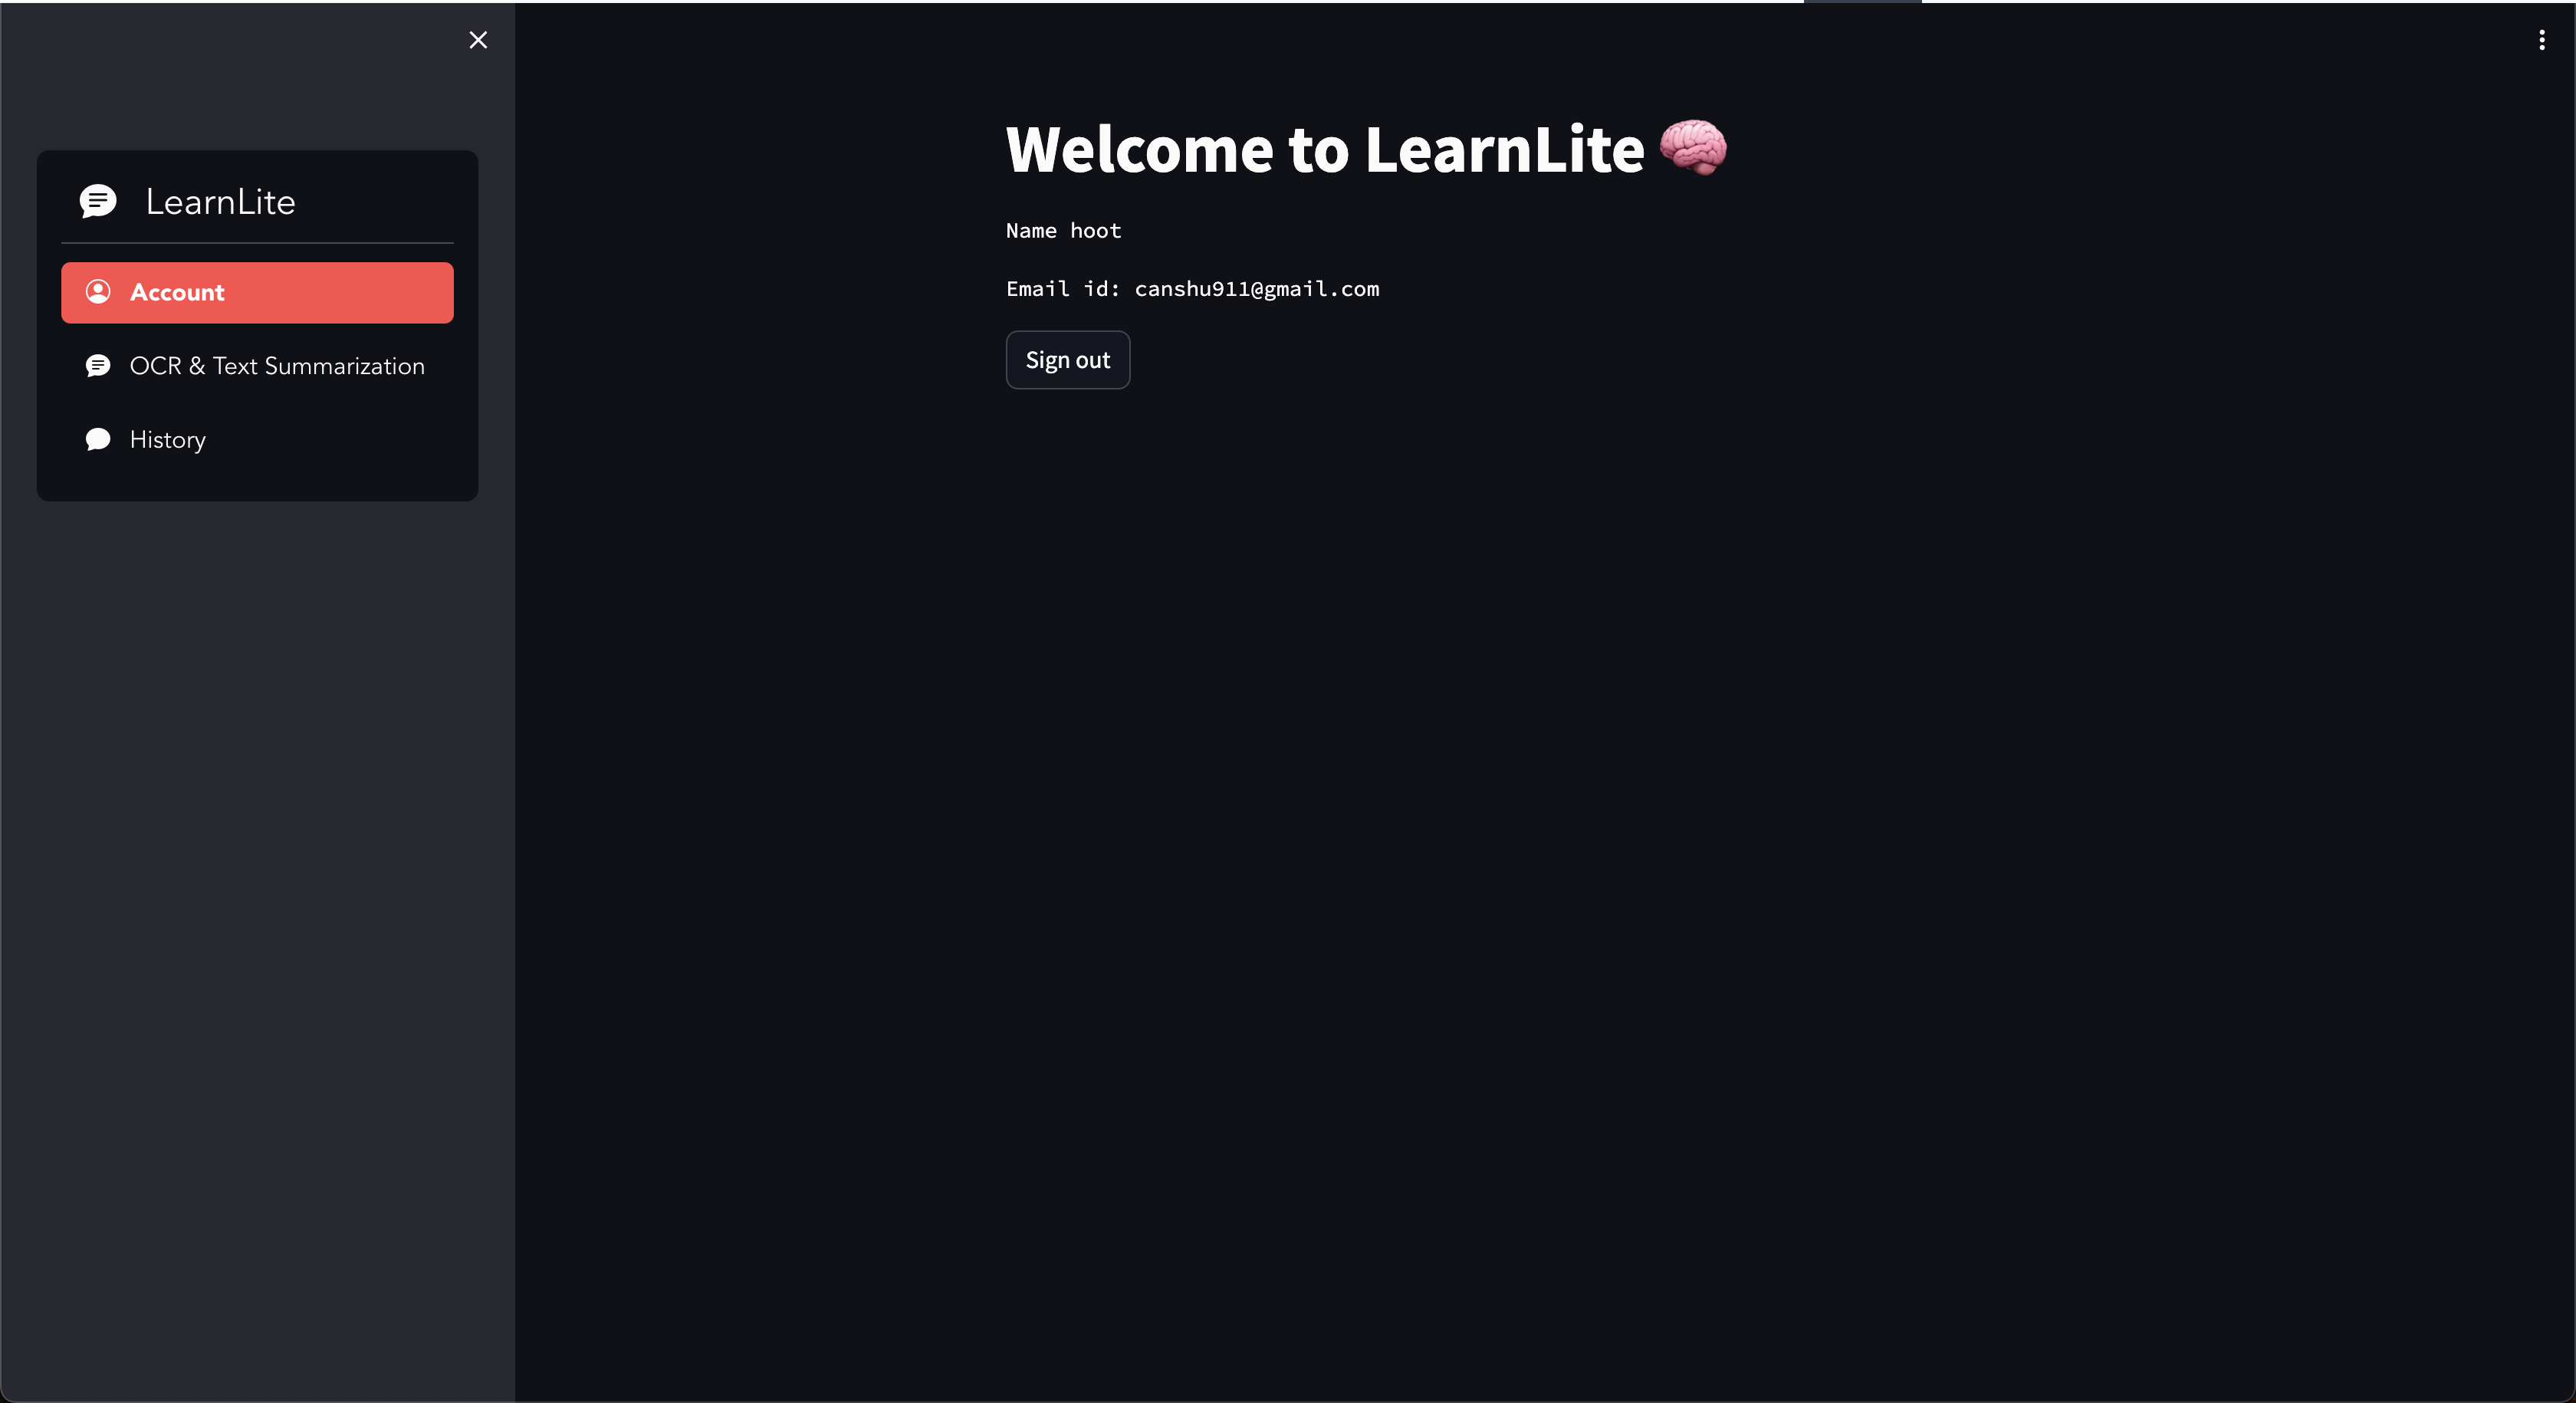 LearnLite
Account
OCR & Text Summarization
History
Welcome to LearnLite 🧠
Name hoot
Email id: canshu911@gmail.com
Sign out